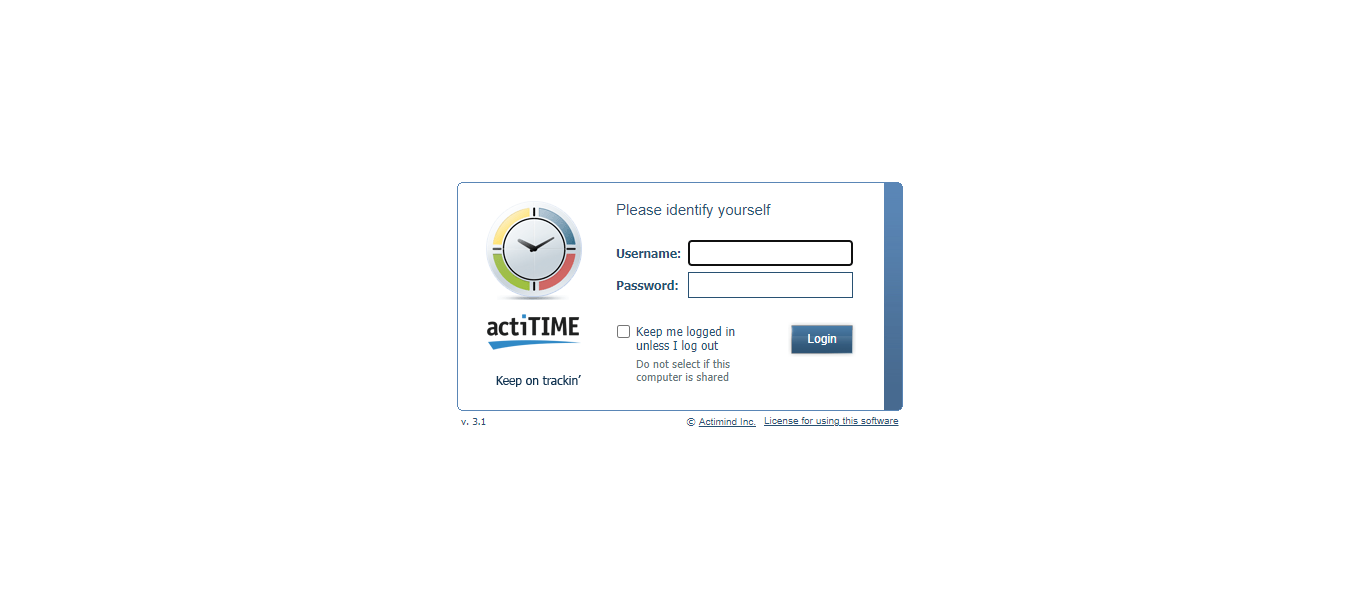 Please identify yourself
Username:
Password:
actiTIME
Keep me logged in
unless I log out
Login
Do not select if this
computer is shared
Keep on trackin’
v. 3.1
© Actimind Inc. License for using this software